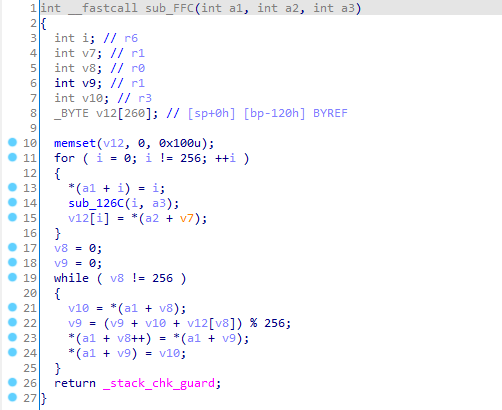 1 int __fastcall sub_FFC(int a1, int a2, int a3)
2 {
3 int i; // r6
4 int v7; // r1
5 int v8; // r0
6 int v9; // r1
7 int v10; // r3
8 _BYTE v12[260]; // [sp+0h] [bp-120h] BYREF
9
10 memset(v12, 0, 0x100u);
11 for ( i = 0; i != 256; ++i )
12 {
13 *(a1 + i) = i;
14 sub_126C(i, a3);
15 v12[i] = *(a2 + v7);
16 }
17 v8 = 0;
18 v9 = 0;
19 while ( v8 != 256 )
20 {
21 v10 = *(a1 + v8);
22 v9 = (v9 + v10 + v12[v8]) % 256;
23 *(a1 + v8++) = *(a1 + v9);
24 *(a1 + v9) = v10;
25 }
26 return _stack_chk_guard;
27 }